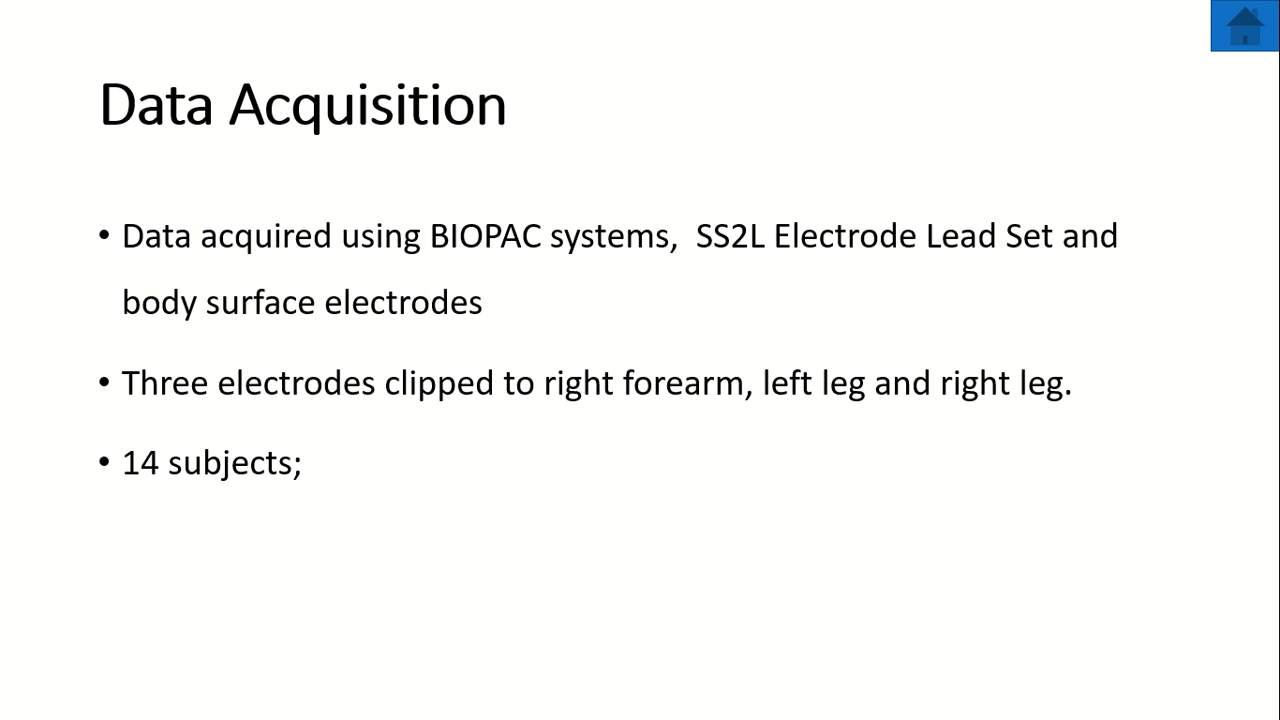 Data Acquisition
• Data acquired using BIOPAC systems,  SS2L Electrode Lead Set and
body surface electrodes
• Three electrodes clipped to right forearm, left leg and right leg.
• 14 subjects;